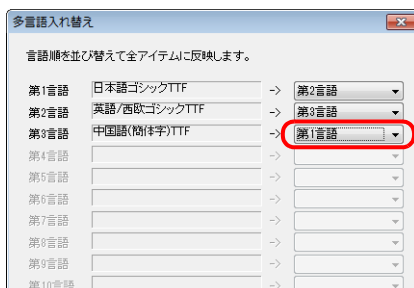 多言語入れ替え
言語順を並び替えて全アイテムに反映します。
第1言語 日本語ゴシックTTF -> 第2言語
第2言語 英語/西欧ゴシックTTF -> 第3言語
第3言語 中国語(簡体字)TTF -> 第1言語
第4言語 ->
第5言語 ->
第6言語 ->
第7言語 ->
第8言語 ->
第9言語 ->
第10言語 ->